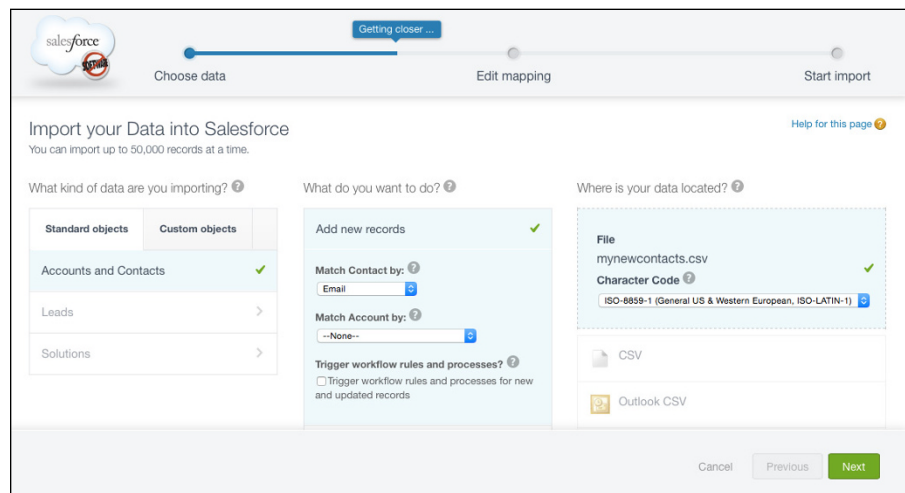 Getting closer ...
salesforce
SOFTWARE
Choose data
Edit mapping
Start import
Import your Data into Salesforce
Help for this page ?
You can import up to 50,000 records at a time.
What kind of data are you importing? ?
Standard objects Custom objects
Accounts and Contacts
Leads
Solutions
What do you want to do? ?
Add new records
Match Contact by: ?
Email
Match Account by: ?
--None--
Trigger workflow rules and processes? ?
Trigger workflow rules and processes for new
and updated records
Where is your data located? ?
File
mynewcontacts.csv
Character Code ?
ISO-8859-1 (General US & Western European, ISO-LATIN-1)
CSV
Outlook CSV
Cancel Previous Next